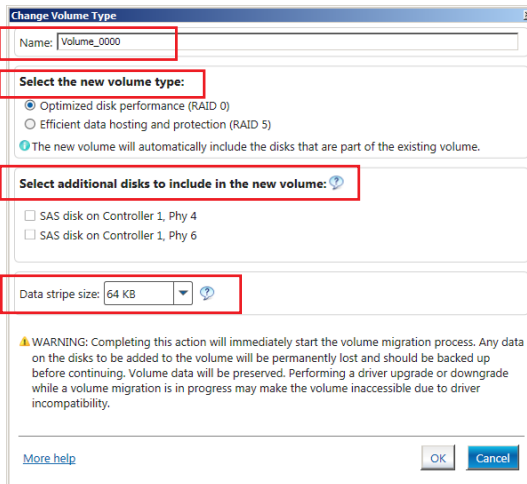 Change Volume Type
Name: Volume_0000
Select the new volume type:
Optimized disk performance (RAID 0)
Efficient data hosting and protection (RAID 5)
The new volume will automatically include the disks that are part of the existing volume.
Select additional disks to include in the new volume:
SAS disk on Controller 1, Phy 4
SAS disk on Controller 1, Phy 6
Data stripe size: 64 KB
WARNING: Completing this action will immediately start the volume migration process. Any data
on the disks to be added to the volume will be permanently lost and should be backed up
before continuing. Volume data will be preserved. Performing a driver upgrade or downgrade
while a volume migration is in progress may make the volume inaccessible due to driver
incompatibility.
More help
OK
Cancel